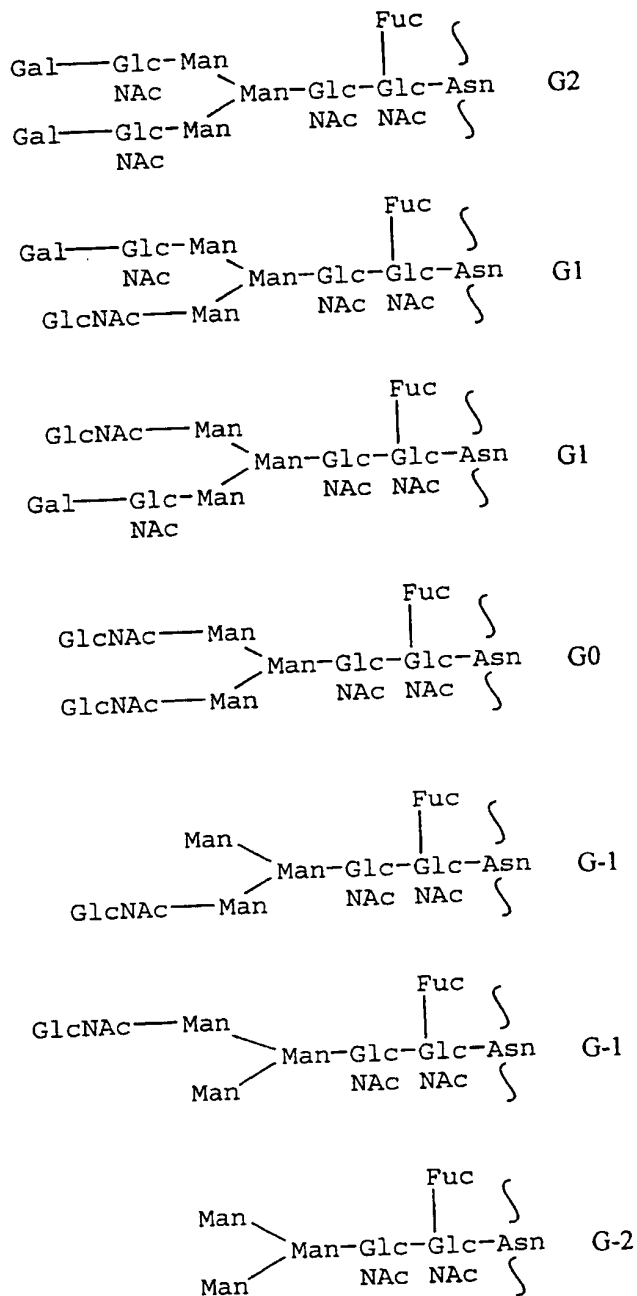 Fuc
Gal Glc-Man
NAc
Man-Glc-Glc-Asn G2
NAc NAc
Gal Glc-Man
NAc
Fuc
Gal Glc-Man
NAc
Man-Glc-Glc-Asn G1
NAc NAc
GlcNAc Man
Fuc
GlcNAc Man
Man-Glc-Glc-Asn G1
NAc NAc
Gal Glc-Man
NAc
Fuc
GlcNAc Man
Man-Glc-Glc-Asn G0
NAc NAc
GlcNAc Man
Fuc
Man
Man-Glc-Glc-Asn G-1
NAc NAc
GlcNAc Man
Fuc
GlcNAc Man
Man-Glc-Glc-Asn G-1
NAc NAc
Man
Fuc
Man
Man-Glc-Glc-Asn G-2
NAc NAc
Man